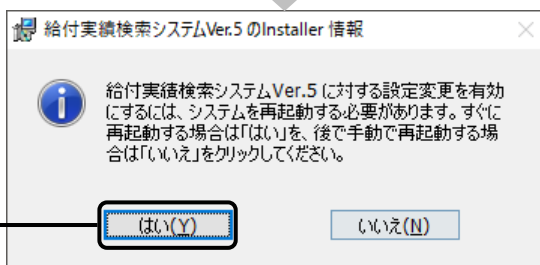 給付実績検索システムVer.5 のInstaller 情報
給付実績検索システムVer.5 に対する設定変更を有効
にするには、システムを再起動する必要があります。すぐに
再起動する場合は「はい」を、後で手動で再起動する場
合は「いいえ」をクリックしてください。
はい(Y)
いいえ(N)